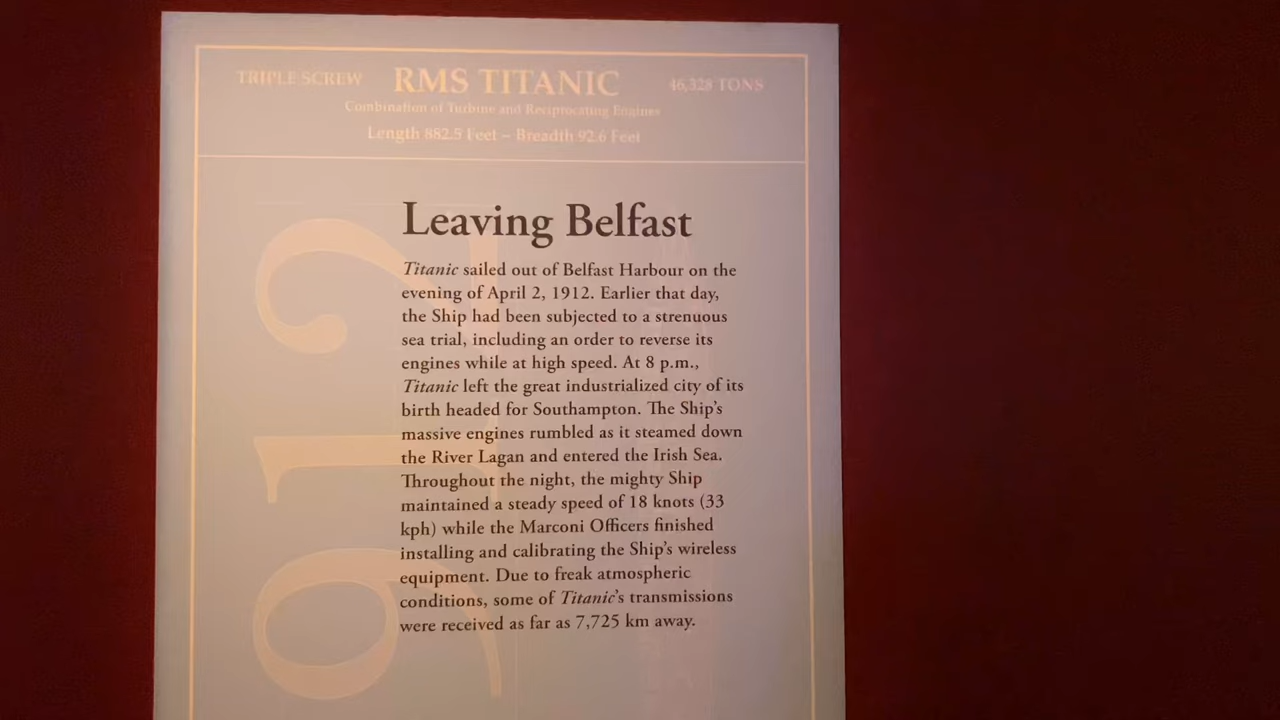 TRIPLE SCREW RMS TITANIC 46,328 TONS
Combination of Turbine and Reciprocating Engines
Length 882.5 Feet – Breadth 92.6 Feet
Leaving Belfast
Titanic sailed out of Belfast Harbour on the
evening of April 2, 1912. Earlier that day,
the Ship had been subjected to a strenuous
sea trial, including an order to reverse its
engines while at high speed. At 8 p.m.,
Titanic left the great industrialized city of its
birth headed for Southampton. The Ship's
massive engines rumbled as it steamed down
the River Lagan and entered the Irish Sea.
Throughout the night, the mighty Ship
maintained a steady speed of 18 knots (33
kph) while the Marconi Officers finished
installing and calibrating the Ship's wireless
equipment. Due to freak atmospheric
conditions, some of Titanic's transmissions
were received as far as 7,725 km away.
912